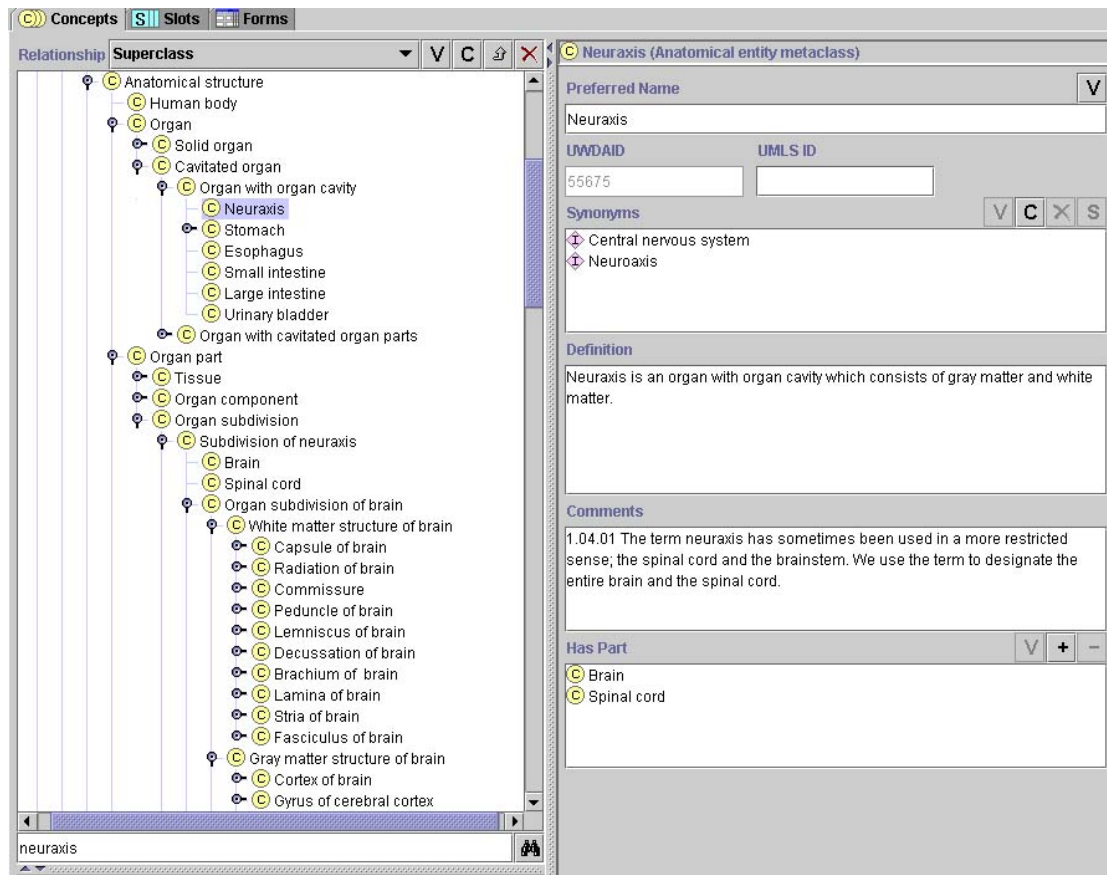 Concepts S Slots Forms
Relationship Superclass V C
Anatomical structure
Human body
Organ
Solid organ
Cavitated organ
Organ with organ cavity
Neuraxis
Stomach
Esophagus
Small intestine
Large intestine
Urinary bladder
Organ with cavitated organ parts
Organ part
Tissue
Organ component
Organ subdivision
Subdivision of neuraxis
Brain
Spinal cord
Organ subdivision of brain
White matter structure of brain
Capsule of brain
Radiation of brain
Commissure
Peduncle of brain
Lemniscus of brain
Decussation of brain
Brachium of brain
Lamina of brain
Stria of brain
Fasciculus of brain
Gray matter structure of brain
Cortex of brain
Gyrus of cerebral cortex
neuraxis
C Neuraxis (Anatomical entity metaclass)
Preferred Name V
Neuraxis
UWDAID UMLS ID
55675
Synonyms V C X S
Central nervous system
Neuroaxis
Definition
Neuraxis is an organ with organ cavity which consists of gray matter and white
matter.
Comments
1.04.01 The term neuraxis has sometimes been used in a more restricted
sense; the spinal cord and the brainstem. We use the term to designate the
entire brain and the spinal cord.
Has Part V + -
Brain
Spinal cord